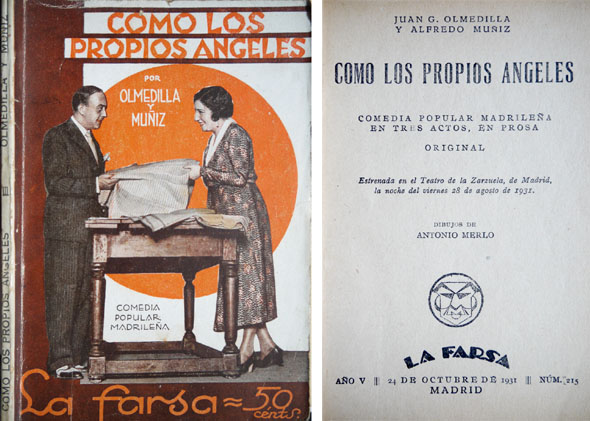 COMO LOS PROPIOS ANGELES
OLMEDILLA Y MUÑIZ
COMO LOS
PROPIOS ANGELES
POR
OLMEDILLA
Y
MUÑIZ
COMEDIA
POPULAR
MADRILEÑA
La farsa = 50
cénts.
JUAN G. OLMEDILLA
Y ALFREDO MUÑIZ
COMO LOS PROPIOS ANGELES
COMEDIA POPULAR MADRILEÑA
EN TRES ACTOS, EN PROSA
ORIGINAL
Estrenada en el Teatro de la Zarzuela, de Madrid,
la noche del viernes 28 de agosto de 1931.
DIBUJOS DE
ANTONIO MERLO
LA FARSA
AÑO V ||| 24 DE OCTUBRE DE 1931 ||| NÚM. 215
MADRID